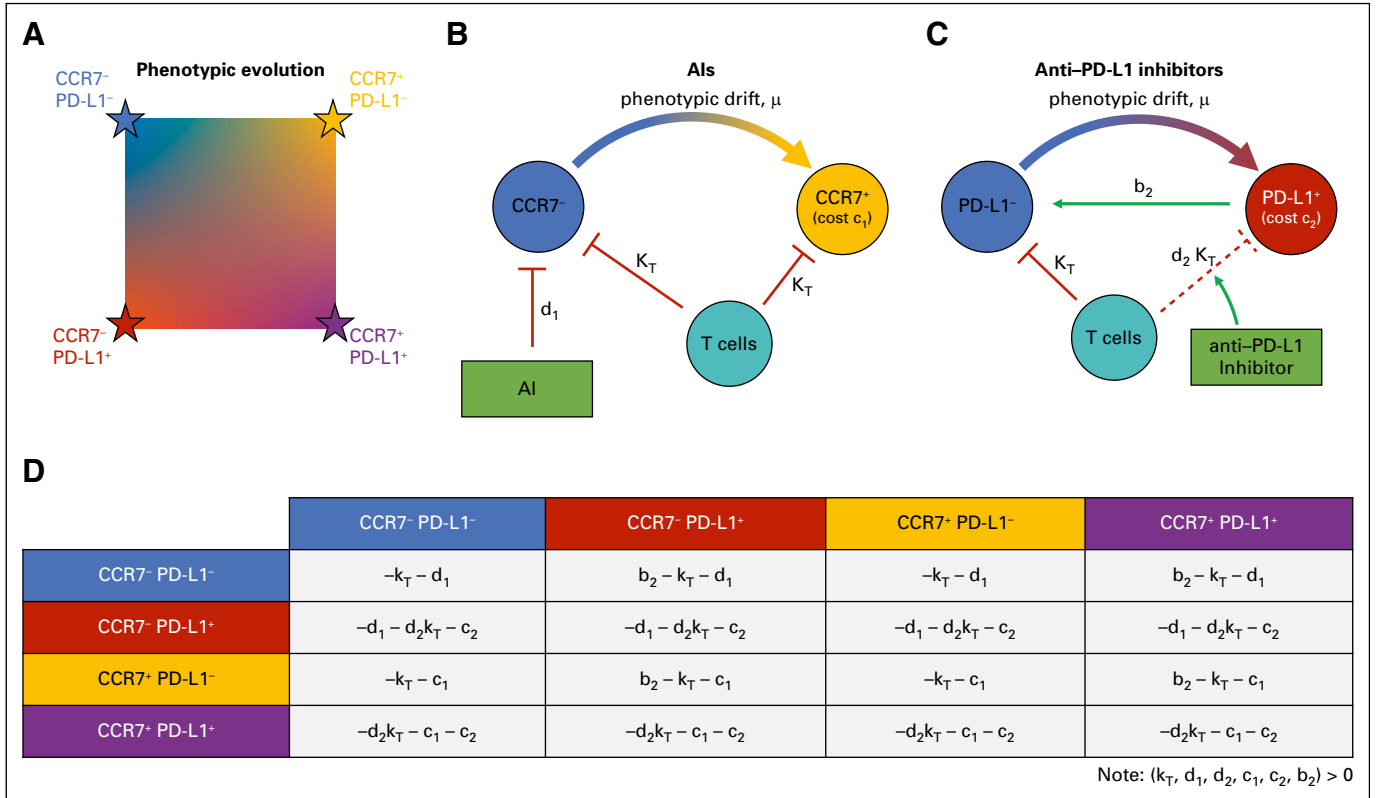 A
Phenotypic evolution
CCR7⁻
PD-L1⁻
CCR7⁺
PD-L1⁻
CCR7⁻
PD-L1⁺
CCR7⁺
PD-L1⁺
B
AIs
phenotypic drift, μ
CCR7⁻
CCR7⁺
(cost c₁)
K_T
K_T
d₁
T cells
AI
C
Anti–PD-L1 inhibitors
phenotypic drift, μ
PD-L1⁻
b₂
PD-L1⁺
(cost c₂)
K_T
d₂ K_T
T cells
anti–PD-L1
Inhibitor
D
CCR7⁻ PD-L1⁻ CCR7⁻ PD-L1⁺ CCR7⁺ PD-L1⁻ CCR7⁺ PD-L1⁺
CCR7⁻ PD-L1⁻ –k_T – d₁ b₂ – k_T – d₁ –k_T – d₁ b₂ – k_T – d₁
CCR7⁻ PD-L1⁺ –d₁ – d₂k_T – c₂ –d₁ – d₂k_T – c₂ –d₁ – d₂k_T – c₂ –d₁ – d₂k_T – c₂
CCR7⁺ PD-L1⁻ –k_T – c₁ b₂ – k_T – c₁ –k_T – c₁ b₂ – k_T – c₁
CCR7⁺ PD-L1⁺ –d₂k_T – c₁ – c₂ –d₂k_T – c₁ – c₂ –d₂k_T – c₁ – c₂ –d₂k_T – c₁ – c₂
Note: (k_T, d₁, d₂, c₁, c₂, b₂) > 0